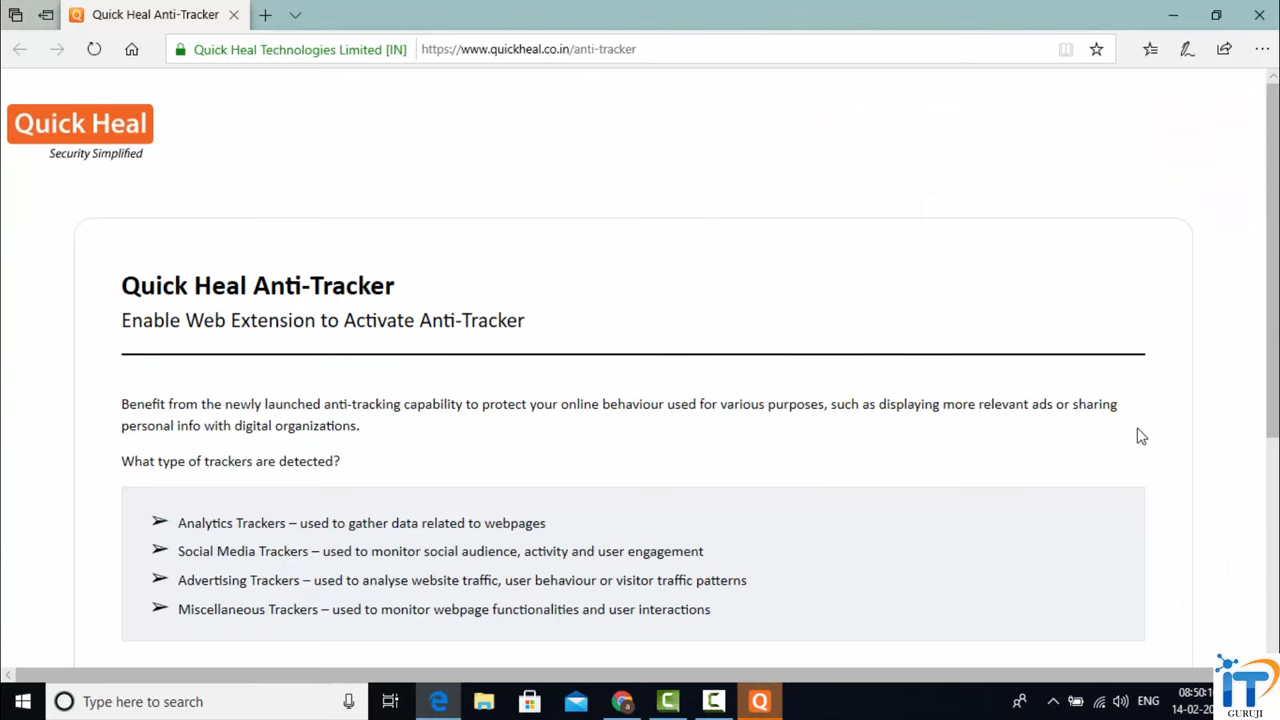 Quick Heal Anti-Tracker
Quick Heal Technologies Limited [IN]
https://www.quickheal.co.in/anti-tracker
Quick Heal
Security Simplified
Quick Heal Anti-Tracker
Enable Web Extension to Activate Anti-Tracker
Benefit from the newly launched anti-tracking capability to protect your online behaviour used for various purposes, such as displaying more relevant ads or sharing
personal info with digital organizations.
What type of trackers are detected?
➢ Analytics Trackers – used to gather data related to webpages
➢ Social Media Trackers – used to monitor social audience, activity and user engagement
➢ Advertising Trackers – used to analyse website traffic, user behaviour or visitor traffic patterns
➢ Miscellaneous Trackers – used to monitor webpage functionalities and user interactions
Type here to search
ENG
08:50:1
14-02-20
iT
GURUJI